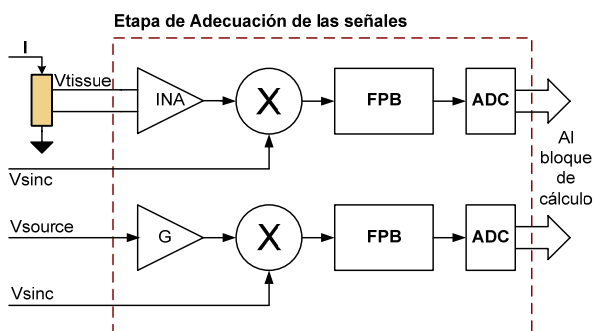 Etapa de Adecuación de las señales
I
Vtissue
INA
X
FPB
ADC
Vsinc
Al
bloque
de
cálculo
Vsource
G
X
FPB
ADC
Vsinc